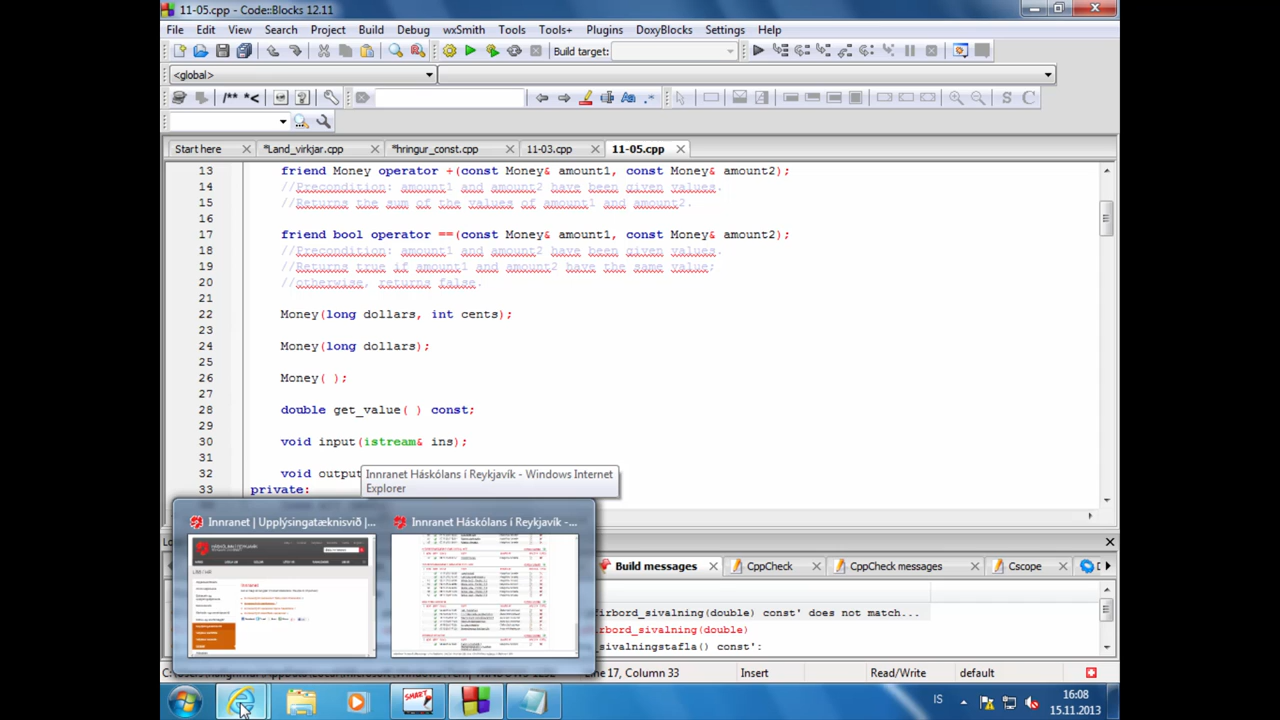 11-05.cpp - Code::Blocks 12.11
File Edit View Search Project Build Debug wxSmith Tools Tools+ Plugins DoxyBlocks Settings Help
Build target:
<global>
/** *<
Aa .*
S C
Start here *Land_virkjar.cpp *hringur_const.cpp 11-03.cpp 11-05.cpp
13 friend Money operator +(const Money& amount1, const Money& amount2);
14 //Precondition: amount1 and amount2 have been given values.
15 //Returns the sum of the values of amount1 and amount2.
16
17 friend bool operator ==(const Money& amount1, const Money& amount2);
18 //Precondition: amount1 and amount2 have been given values.
19 //Returns true if amount1 and amount2 have the same value;
20 //otherwise, returns false.
21
22 Money(long dollars, int cents);
23
24 Money(long dollars);
25
26 Money( );
27
28 double get_value( ) const;
29
30 void input(istream& ins);
31
32 void output
33 private:
Innranet Háskólans í Reykjavík - Windows Internet
Explorer
Innranet | Upplýsingatæknisvið |... Innranet Háskólans í Reykjavík -...
Build messages CppCheck CppCheck messages Cscope D
irbord_sivalning(double) const' does not match...
irbord_sivalning(double)
_sivalningstafla() const':
Line 17, Column 33 Insert Read/Write default
SMART
IS 16:08
15.11.2013